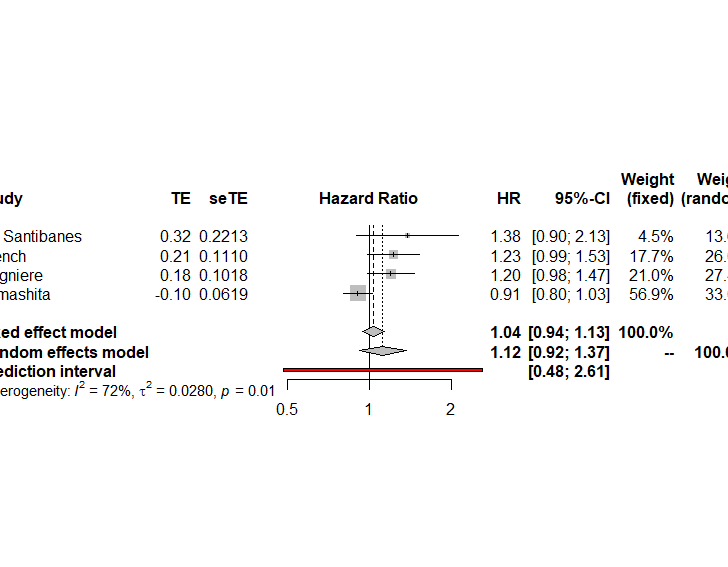 Weight Weig
udy TE seTE Hazard Ratio HR 95%-CI (fixed) (rando
Santibanes 0.32 0.2213 1.38 [0.90; 2.13] 4.5% 13.
ench 0.21 0.1110 1.23 [0.99; 1.53] 17.7% 26.
gniere 0.18 0.1018 1.20 [0.98; 1.47] 21.0% 27.
mashita -0.10 0.0619 0.91 [0.80; 1.03] 56.9% 33.
ked effect model 1.04 [0.94; 1.13] 100.0%
ndom effects model 1.12 [0.92; 1.37] -- 100.
ediction interval [0.48; 2.61]
erogeneity: I² = 72%, τ² = 0.0280, p = 0.01
0.5 1 2